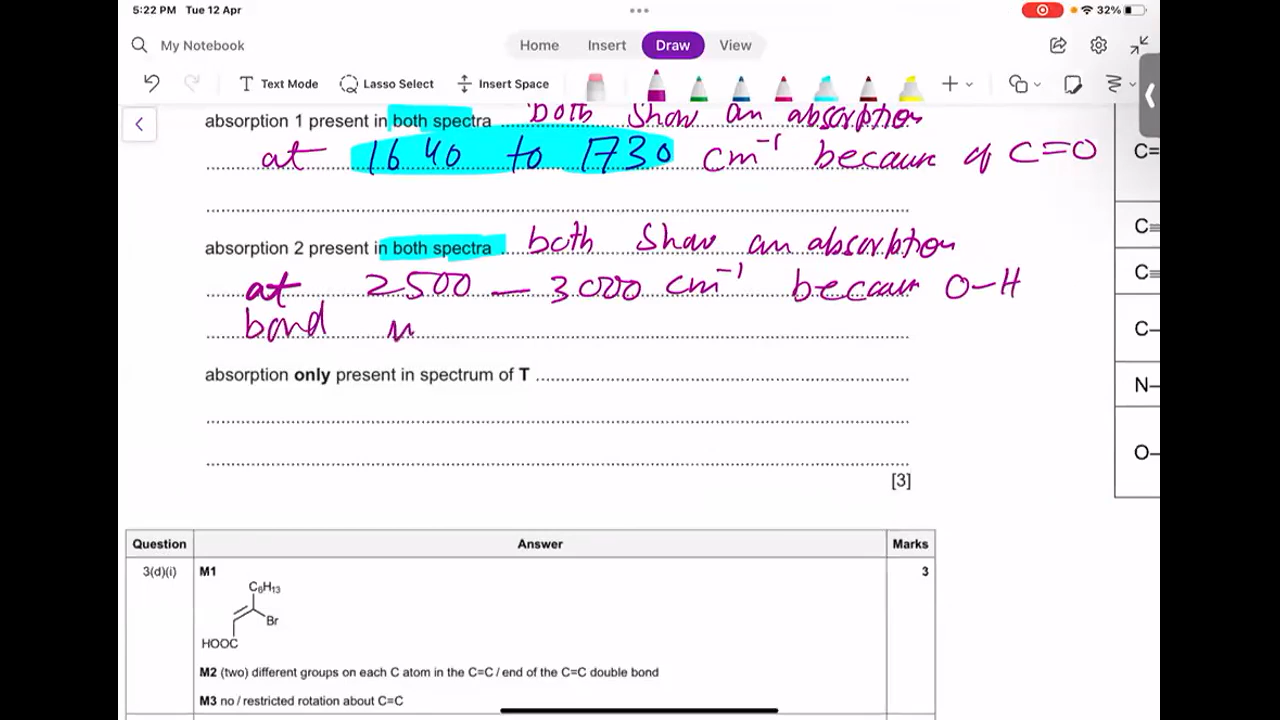 5:22 PM Tue 12 Apr
32%
My Notebook
Home Insert Draw View
Text Mode Lasso Select Insert Space
absorption 1 present in both spectra both show an absorption
at 1640 to 1730 cm⁻¹ because of C=O
absorption 2 present in both spectra both show an absorption
at 2500 – 3000 cm⁻¹ because O–H
bond
absorption only present in spectrum of T
[3]
C=
C≡
C≡
C–
N–
O–
Question Answer Marks
3(d)(i) M1 3
C₆H₁₃
Br
HOOC
M2 (two) different groups on each C atom in the C=C / end of the C=C double bond
M3 no / restricted rotation about C=C